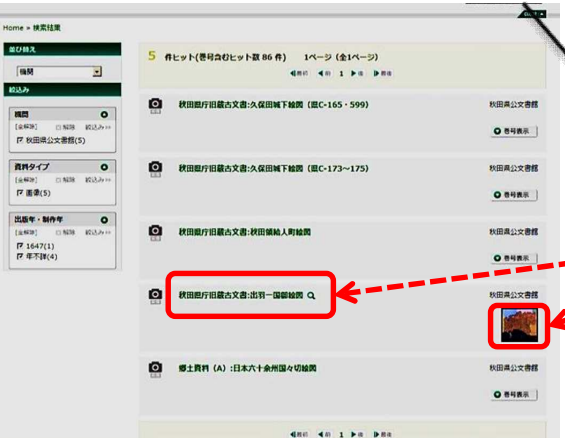 Home » 検索結果
並び替え
機関
絞込み
機関
[全解除] □解除 絞込み
秋田県公文書館(5)
資料タイプ
[全解除] □解除 絞込み
画像(5)
出版年・制作年
[全解除] □解除 絞込み
1647(1)
年不詳(4)
5 件ヒット(巻号含むヒット数 86 件) 1ページ (全1ページ)
◀最初 ◀前 1 ▶後 ▶最後
秋田県庁旧蔵古文書:久保田城下絵図（県C-165・599）
秋田県公文書館
巻号表示
秋田県庁旧蔵古文書:久保田城下絵図（県C-173～175）
秋田県公文書館
巻号表示
秋田県庁旧蔵古文書:秋田領給人町絵図
秋田県公文書館
巻号表示
秋田県庁旧蔵古文書:出羽一国御絵図
秋田県公文書館
郷土資料（A）:日本六十余州国々切絵図
秋田県公文書館
巻号表示
◀最初 ◀前 1 ▶後 ▶最後